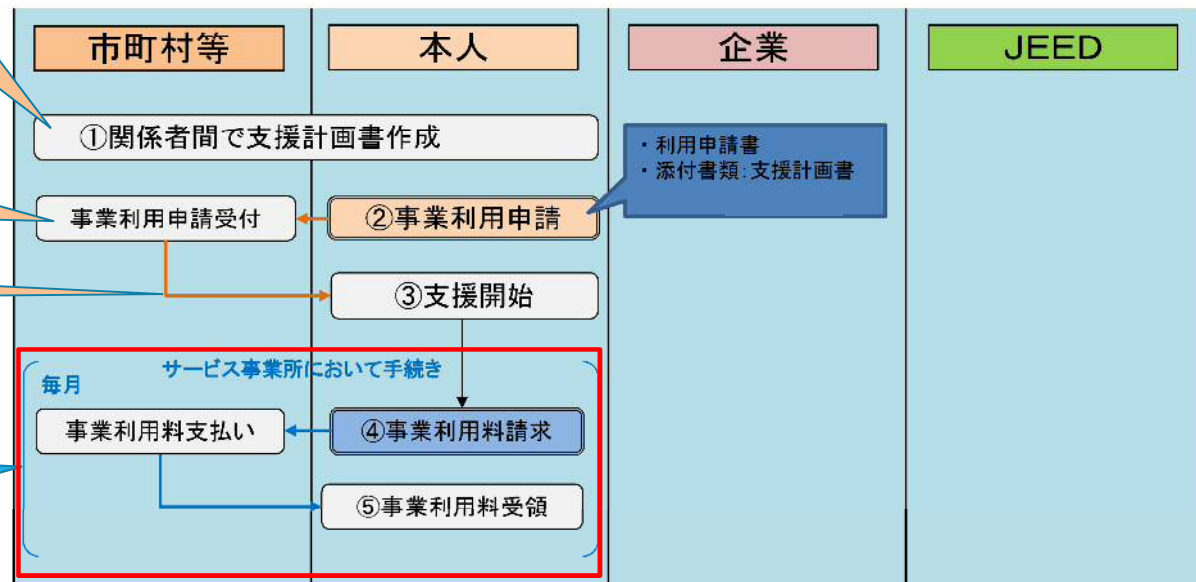 市町村等
本人
企業
JEED
①関係者間で支援計画書作成
・利用申請書
・添付書類:支援計画書
事業利用申請受付
②事業利用申請
③支援開始
サービス事業所において手続き
毎月
事業利用料支払い
④事業利用料請求
⑤事業利用料受領